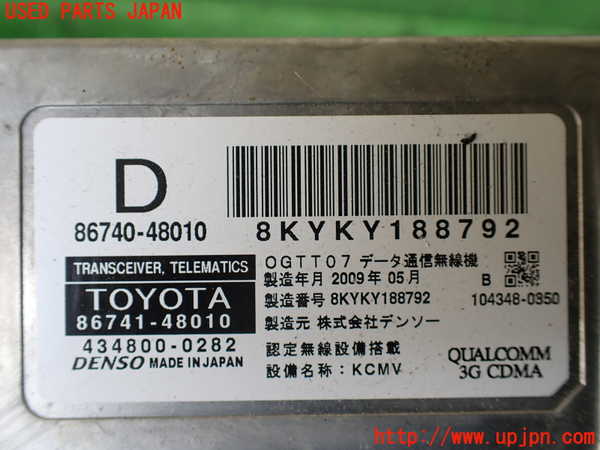 USED PARTS JAPAN
D
86740-48010
8KYKY188792
TRANSCEIVER, TELEMATICS
TOYOTA
86741-48010
434800-0282
DENSO MADE IN JAPAN
OGTT07 データ通信無線機
製造年月 2009年 05月
B
製造番号 8KYKY188792
104348-0350
製造元 株式会社デンソー
認定無線設備搭載
設備名称: KCMV
QUALCOMM
3G CDMA
http://www.upjpn.com/